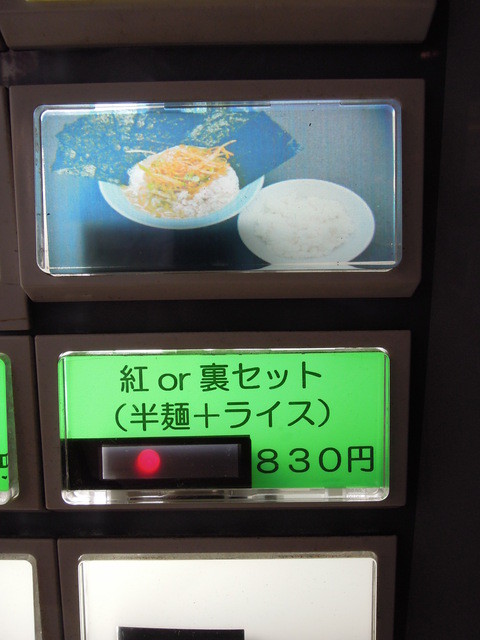 紅 or 裏セット
（半麺＋ライス）
８３０円